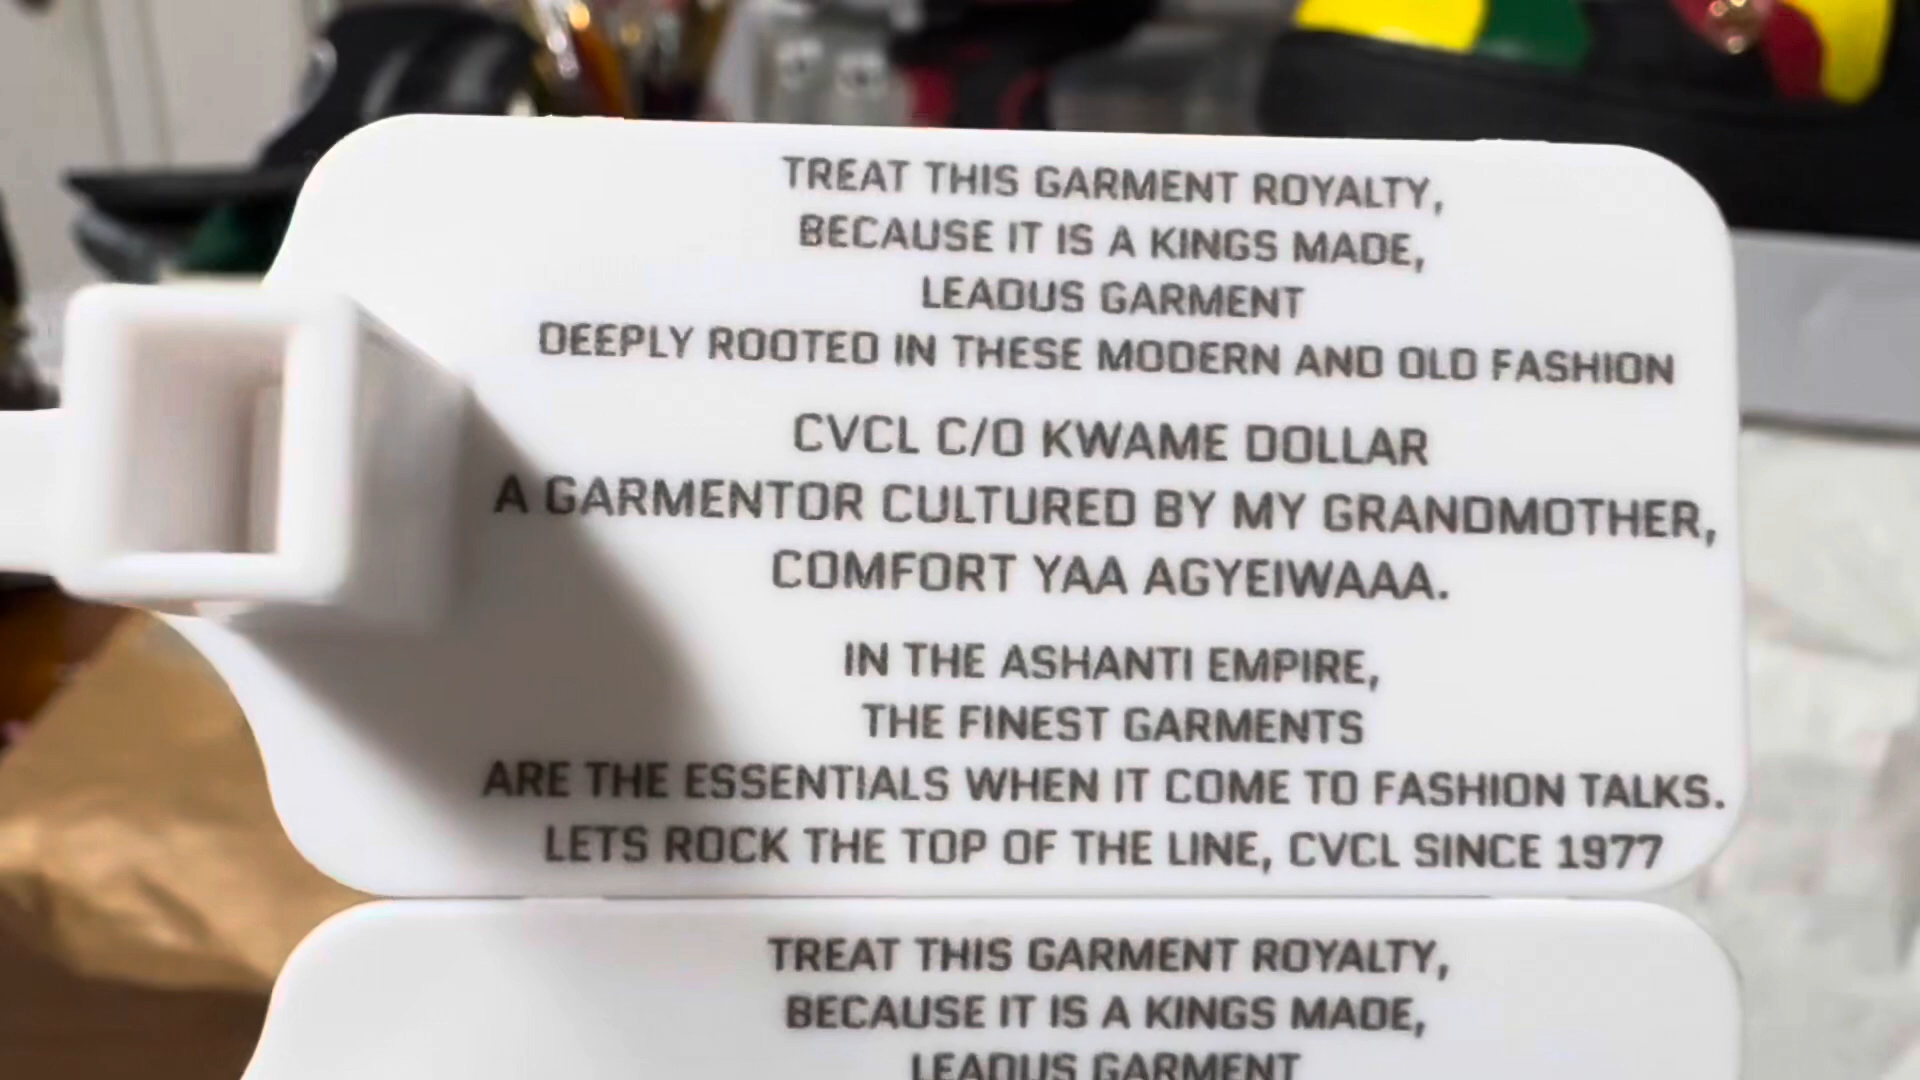 TREAT THIS GARMENT ROYALTY,
BECAUSE IT IS A KINGS MADE,
LEADUS GARMENT
DEEPLY ROOTED IN THESE MODERN AND OLD FASHION
CVCL C/O KWAME DOLLAR
A GARMENTOR CULTURED BY MY GRANDMOTHER,
COMFORT YAA AGYEIWAAA.
IN THE ASHANTI EMPIRE,
THE FINEST GARMENTS
ARE THE ESSENTIALS WHEN IT COME TO FASHION TALKS.
LETS ROCK THE TOP OF THE LINE, CVCL SINCE 1977
TREAT THIS GARMENT ROYALTY,
BECAUSE IT IS A KINGS MADE,
LEADUS GARMENT